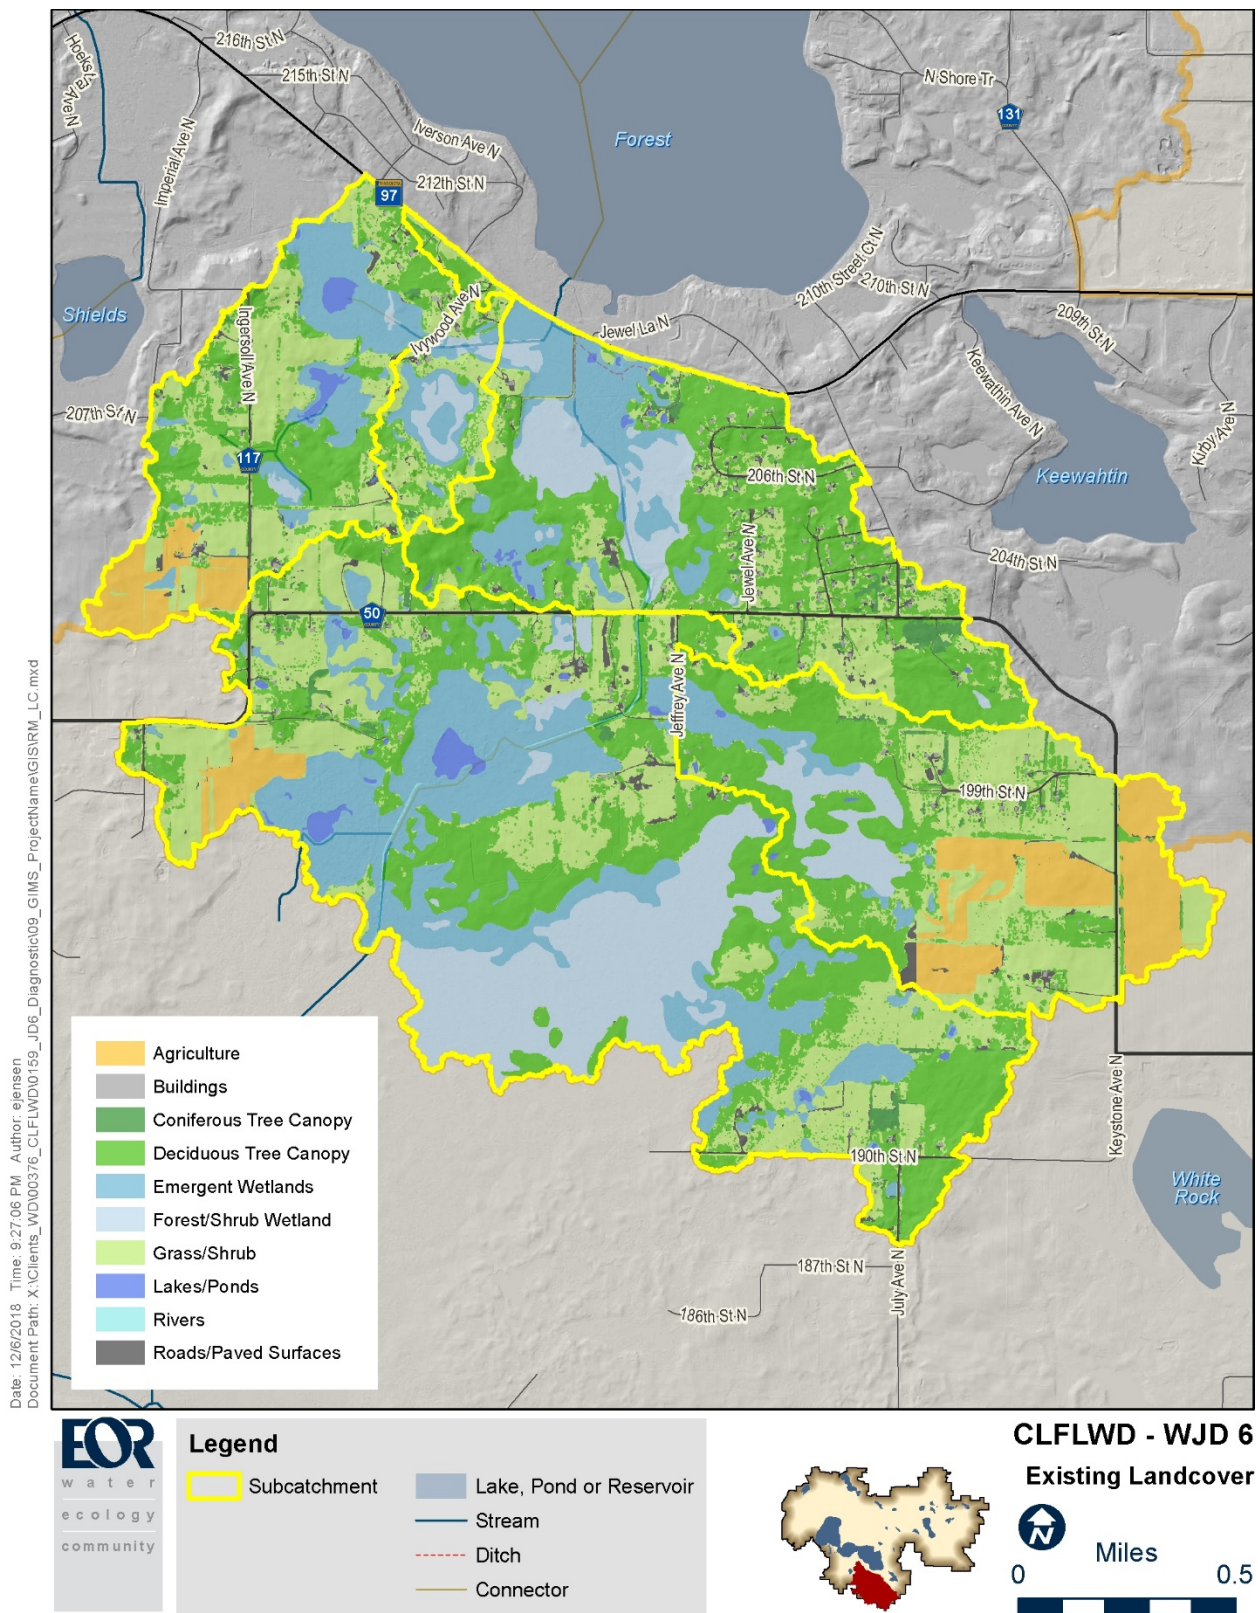 Hoekstra Ave N
216th St N
215th St N
Imperial Ave N
Iverson Ave N
212th St N
97
Forest
N Shore Tr
131
COUNTY
210th Street Ct N
210th St N
209th St N
Shields
Ingersoll Ave N
Ivywood Ave N
Jewel La N
Keewathin Ave N
Kirby Ave N
207th St N
117
COUNTY
206th St N
Keewahtin
Jewel Ave N
204th St N
50
COUNTY
Jeffrey Ave N
199th St N
Keystone Ave N
190th St N
White
Rock
187th St N
July Ave N
186th St N
Agriculture
Buildings
Coniferous Tree Canopy
Deciduous Tree Canopy
Emergent Wetlands
Forest/Shrub Wetland
Grass/Shrub
Lakes/Ponds
Rivers
Roads/Paved Surfaces
Date: 12/6/2018 Time: 9:27:06 PM Author: ejensen
Document Path: X:\Clients_WD\00376_CLFLWD\0159_JD6_Diagnostic\09_GIMS_ProjectName\GIS\RM_LC.mxd
EOR
water
ecology
community
Legend
Subcatchment
Lake, Pond or Reservoir
Stream
Ditch
Connector
CLFLWD - WJD 6
Existing Landcover
N
Miles
0 0.5